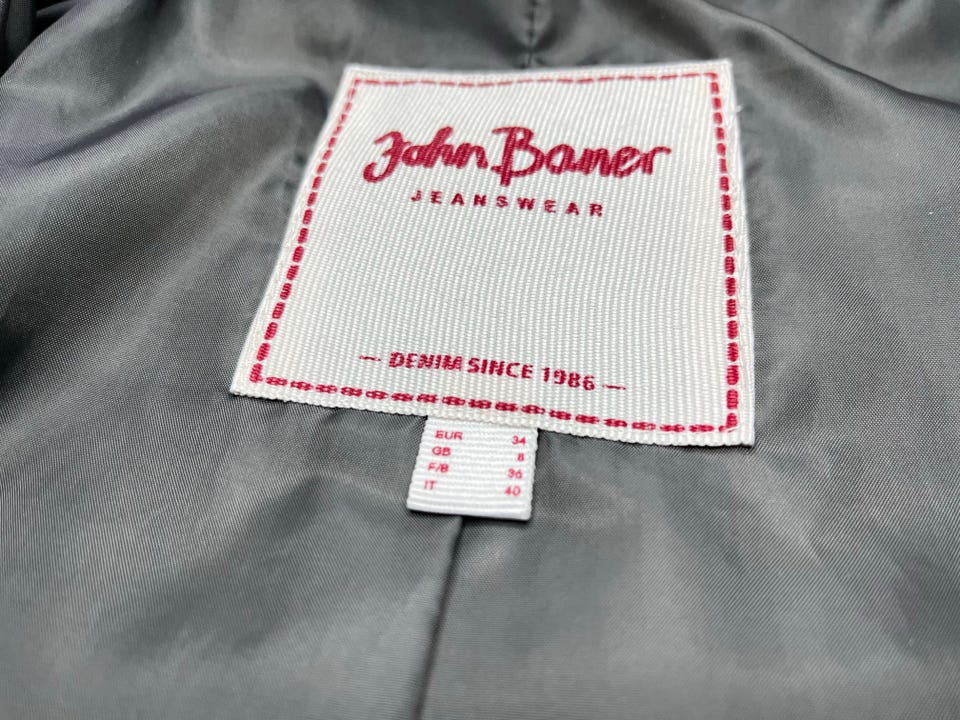 John Baner
JEANSWEAR
— DENIM SINCE 1986 —
EUR 34
GB 8
F/B 36
IT 40